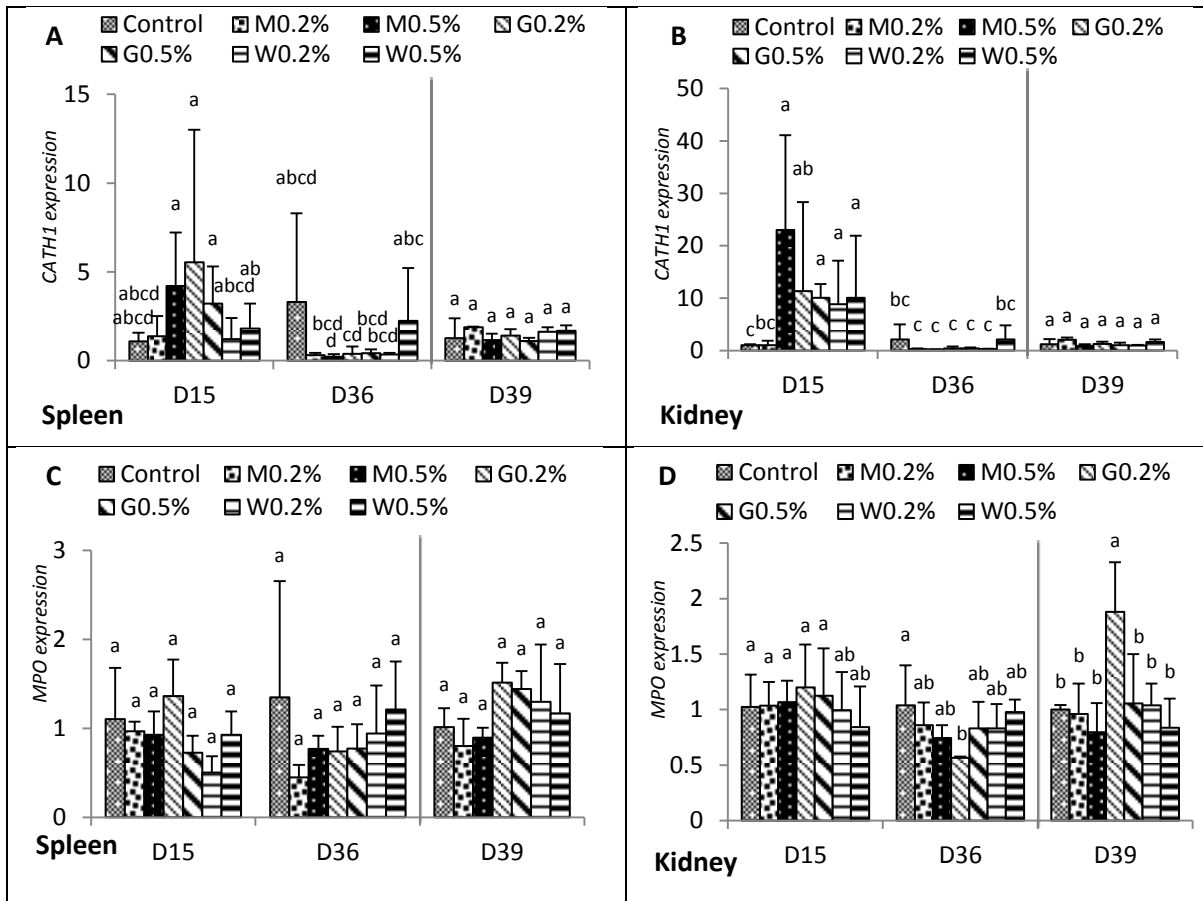 A
Control M0.2% M0.5% G0.2%
G0.5% W0.2% W0.5%
CATH1 expression
15
10
5
0
abcd
abcd
a
a
a
abcd
ab
abcd
bcd
d
cd
bcd
bcd
abc
a a a a a a a
D15 D36 D39
Spleen
B
Control M0.2% M0.5% G0.2%
G0.5% W0.2% W0.5%
CATH1 expression
50
40
30
20
10
0
c
bc
a
ab
a
a
a
bc
c c c c c
bc
a a a a a a a
D15 D36 D39
Kidney
C
Control M0.2% M0.5% G0.2%
G0.5% W0.2% W0.5%
MPO expression
3
2
1
0
a a a a a a a
a a a a a a a
a a a a a a a
D15 D36 D39
Spleen
D
Control M0.2% M0.5% G0.2%
G0.5% W0.2% W0.5%
MPO expression
2.5
2
1.5
1
0.5
0
a a a a a ab ab
a ab ab b ab ab ab
b b b a b b b
D15 D36 D39
Kidney